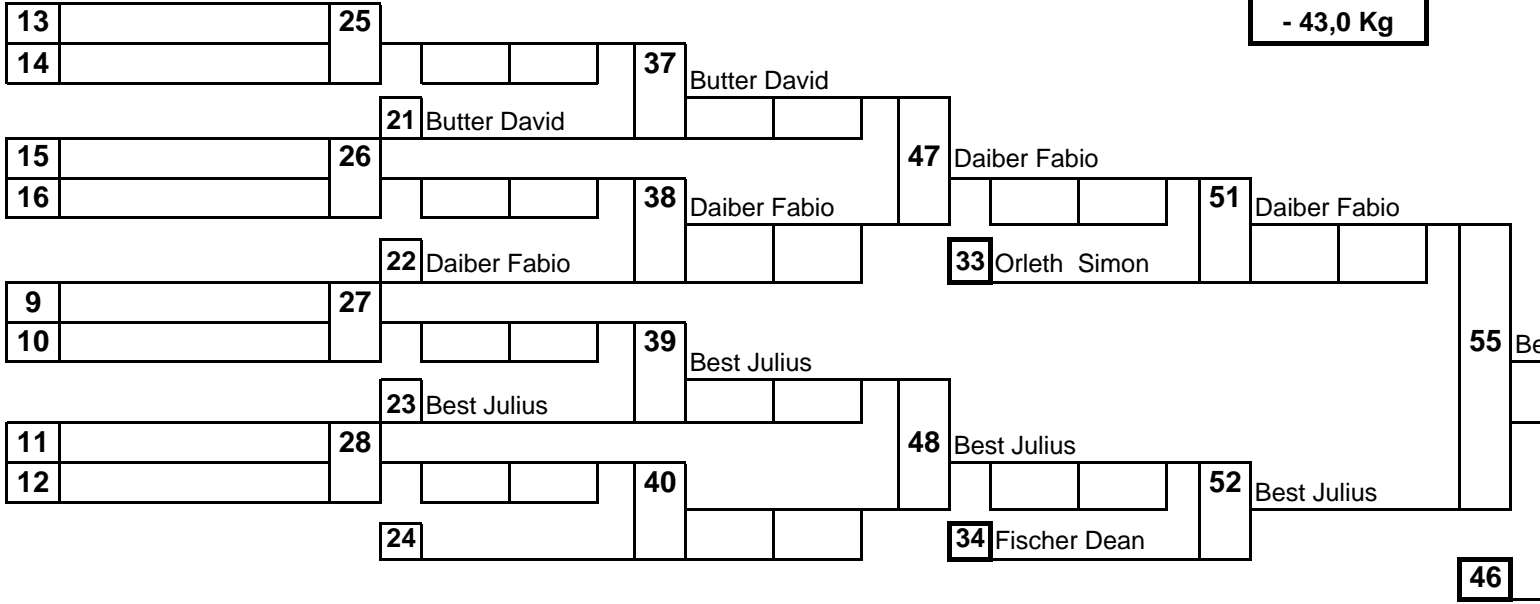 13 25 - 43,0 Kg
14 37
Butter David
21 Butter David
15 26 47 Daiber Fabio
16 38 Daiber Fabio 51 Daiber Fabio
22 Daiber Fabio 33 Orleth Simon
9 27
10 39 55 Be
Best Julius
23 Best Julius
11 28 48 Best Julius
12 40 52 Best Julius
24 34 Fischer Dean
46